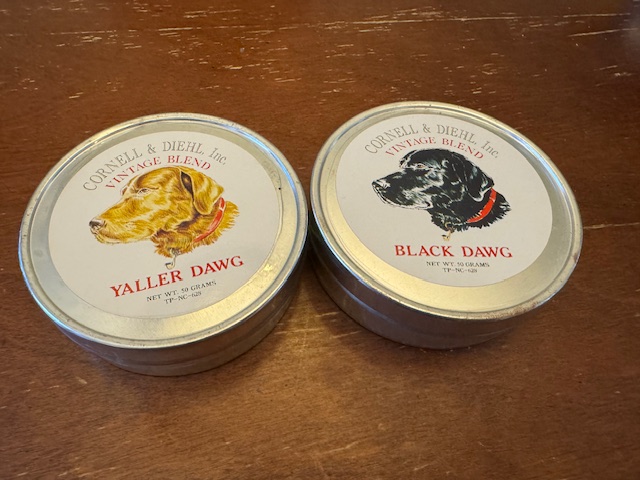 CORNELL & DIEHL, Inc.
VINTAGE BLEND
YALLER DAWG
NET WT. 50 GRAMS
TP-NC-628
CORNELL & DIEHL, Inc.
VINTAGE BLEND
BLACK DAWG
NET WT. 50 GRAMS
TP-NC-628